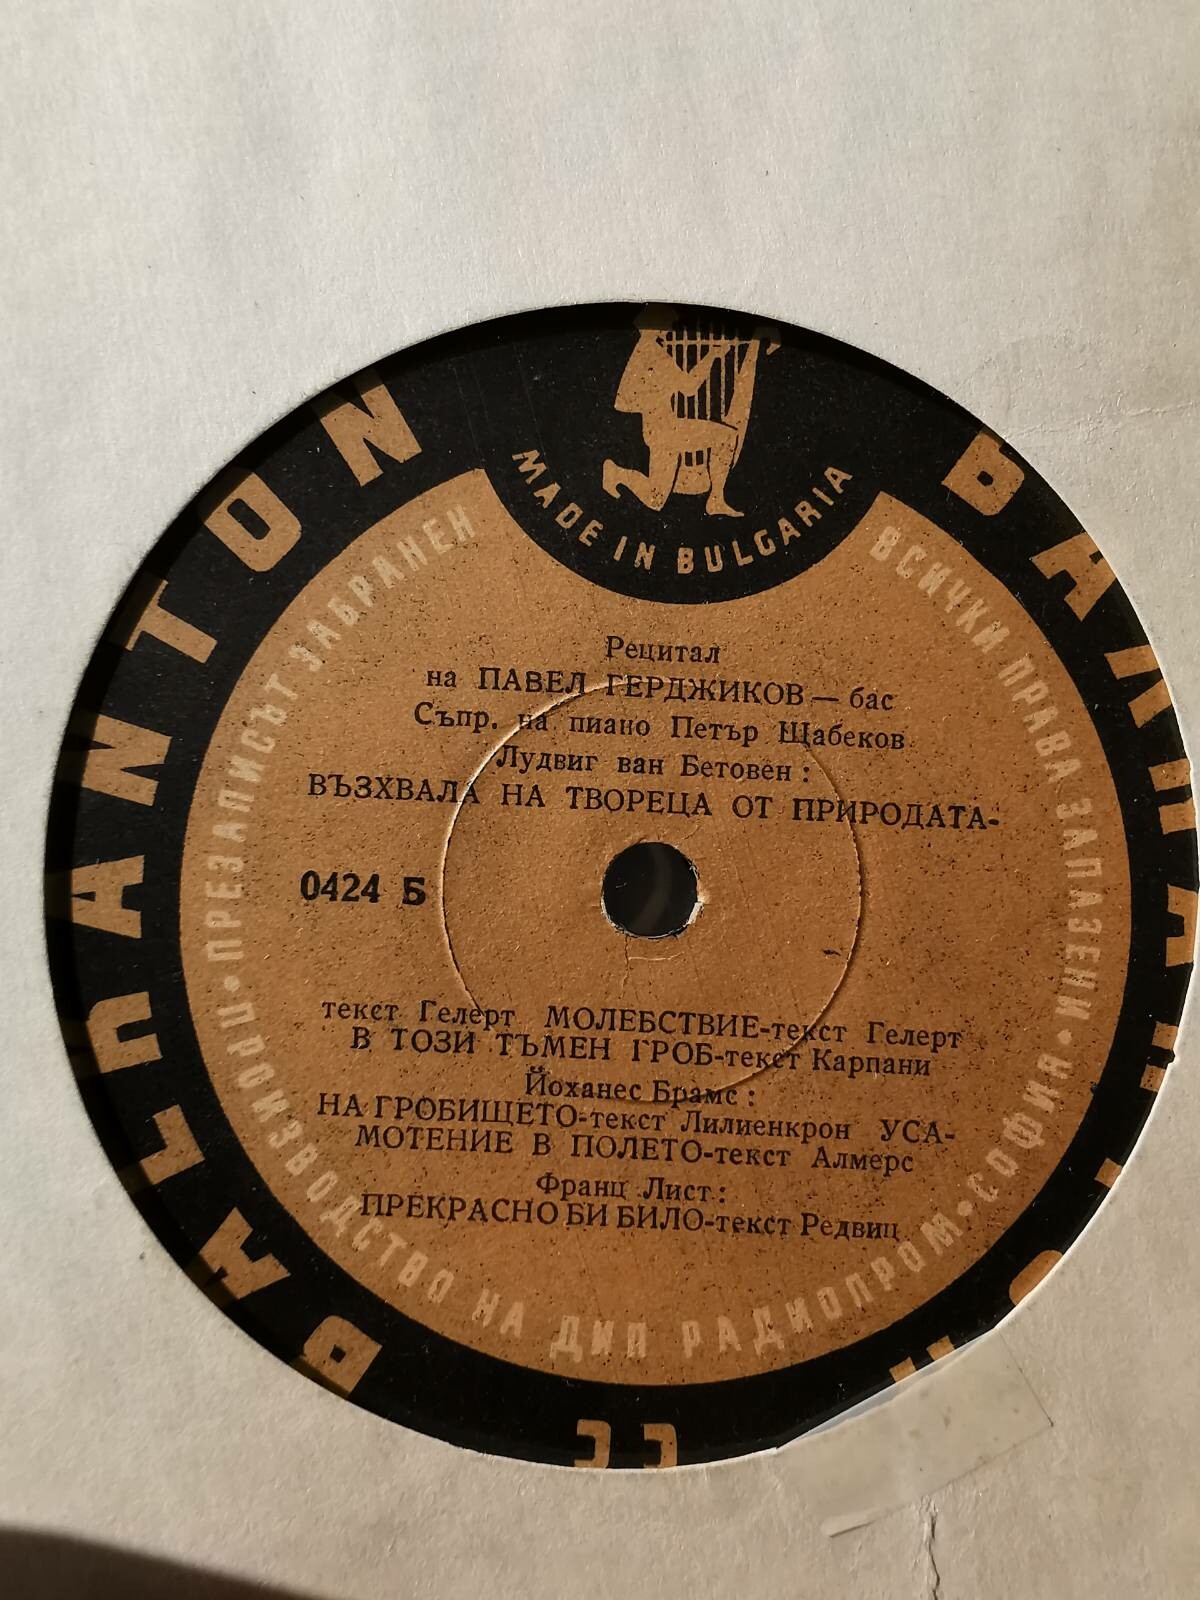 BALKANTON
БАЛКАНТОН
MADE IN BULGARIA
ПРЕЗАПИСЪТ ЗАБРАНЕН
ВСИЧКИ ПРАВА ЗАПАЗЕНИ
Рецитал
на ПАВЕЛ ГЕРДЖИКОВ — бас
Съпр. на пиано Петър Щабеков
Лудвиг ван Бетовен :
ВЪЗХВАЛА НА ТВОРЕЦА ОТ ПРИРОДАТА-
0424 Б
текст Гелерт МОЛЕБСТВИЕ-текст Гелерт
В ТОЗИ ТЪМЕН ГРОБ-текст Карпани
Йоханес Брамс :
НА ГРОБИЩЕТО-текст Лилиенкрон УСА-
МОТЕНИЕ В ПОЛЕТО-текст Алмерс
Франц Лист :
ПРЕКРАСНО БИ БИЛО-текст Редвиц
ПРОИЗВОДСТВО НА ДИП РАДИОПРОМ • СОФИЯ